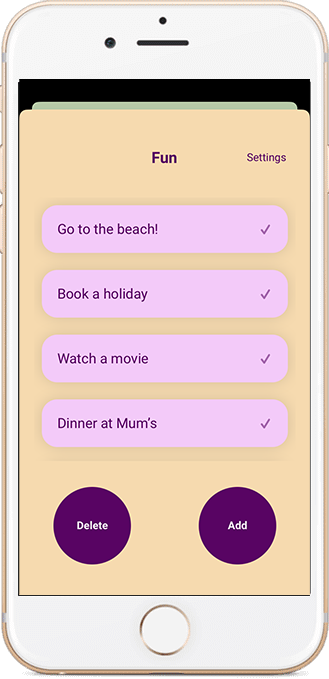 Fun
Settings
Go to the beach!
Book a holiday
Watch a movie
Dinner at Mum’s
Delete
Add